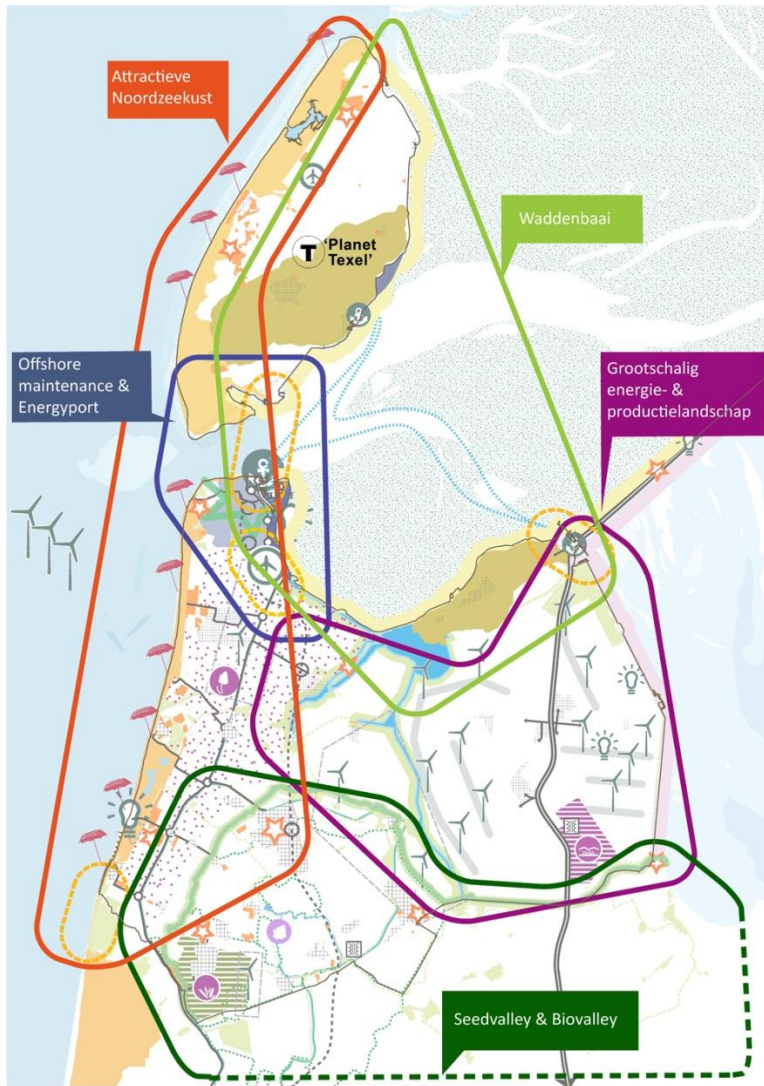 Attractieve
Noordzeekust
Waddenbaai
T 'Planet
Texel'
Offshore
maintenance &
Energyport
Grootschalig
energie- &
productielandschap
Seedvalley & Biovalley